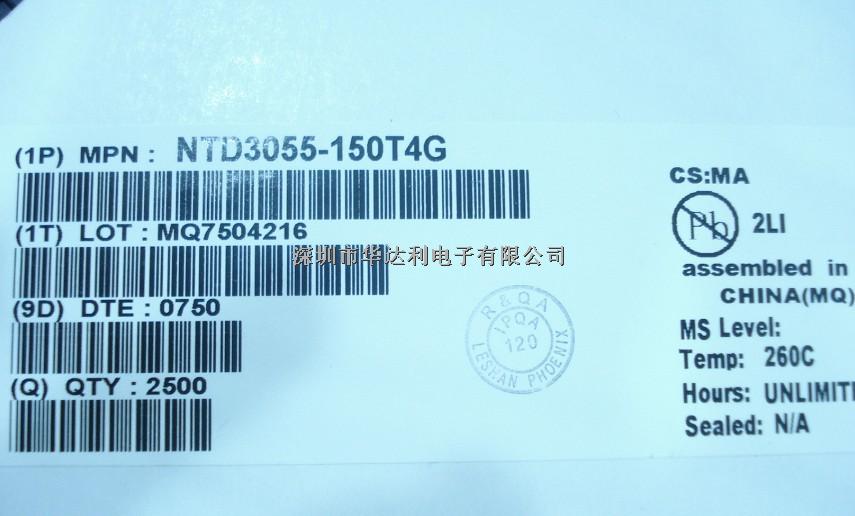 (1P) MPN : NTD3055-150T4G
(1T) LOT : MQ7504216
深圳市华达利电子有限公司
(9D) DTE : 0750
(Q) QTY : 2500
R & Q A
IPQA
120
LESHAN PHOENIX
CS:MA
Pb 2LI
assembled in
CHINA(MQ)
MS Level:
Temp: 260C
Hours: UNLIMITE
Sealed: N/A